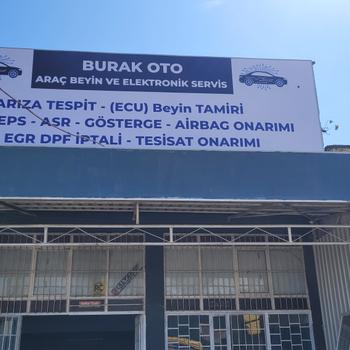 BURAK OTO
ARAÇ BEYİN VE ELEKTRONİK SERVİS
ARIZA TESPİT - (ECU) Beyin TAMİRİ
EPS - ASR - GÖSTERGE - AİRBAG ONARIMI
EGR DPF İPTALİ - TESİSAT ONARIMI